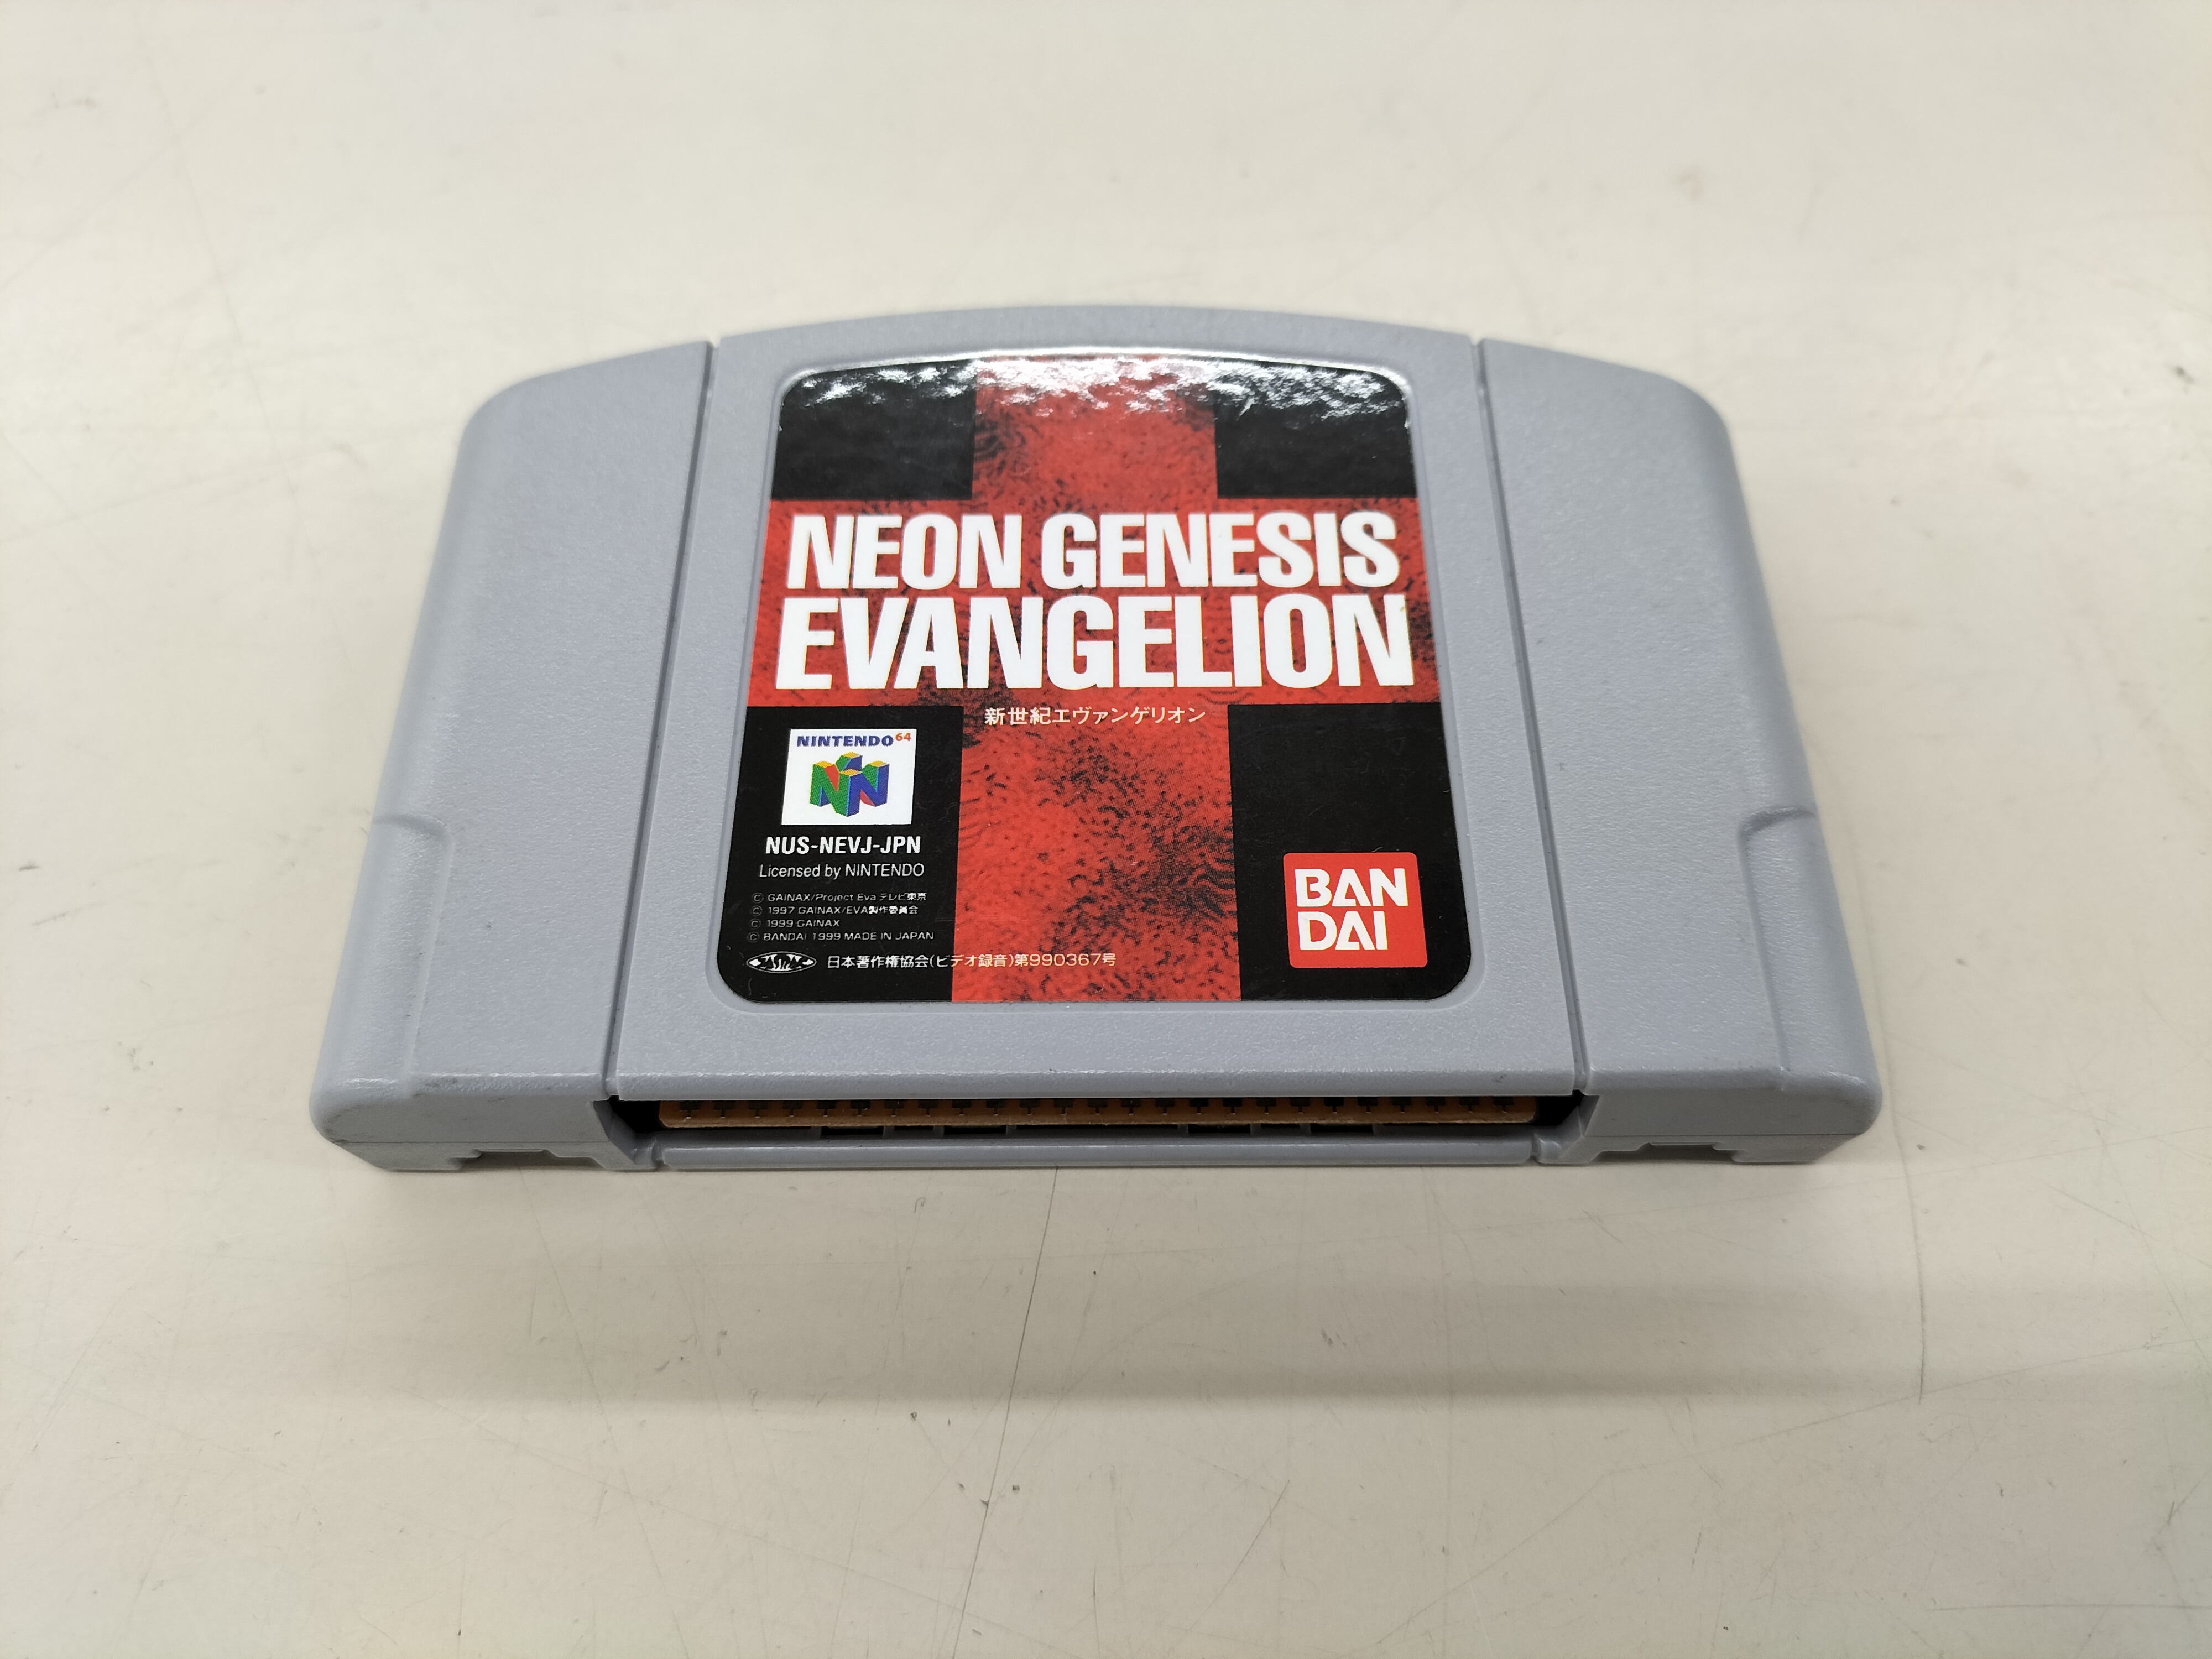 NEON GENESIS
EVANGELION
新世紀エヴァンゲリオン
NINTENDO 64
NUS-NEVJ-JPN
Licensed by NINTENDO
© GAINAX/Project Eva テレビ東京
© 1997 GAINAX/EVA製作委員会
© 1999 GAINAX
© BANDAI 1999 MADE IN JAPAN
日本著作権協会(ビデオ録音)第990367号
BAN
DAI